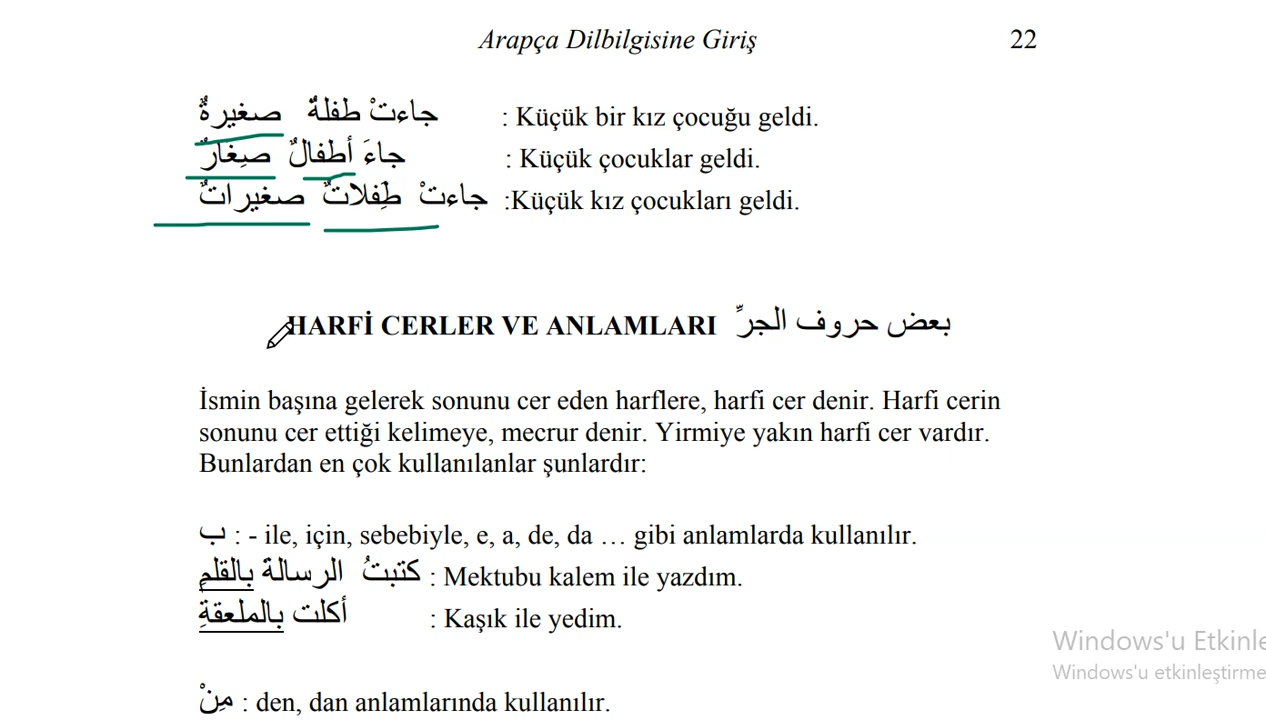 Arapça Dilbilgisine Giriş 22
جاءتْ طفلةٌ صغيرةٌ : Küçük bir kız çocuğu geldi.
جاءَ أطفالٌ صِغَارٌ : Küçük çocuklar geldi.
جاءتْ طَِفلاتٌ صغيراتٌ :Küçük kız çocukları geldi.
HARFİ CERLER VE ANLAMLARI بعض حروف الجرِّ
İsmin başına gelerek sonunu cer eden harflere, harfi cer denir. Harfi cerin
sonunu cer ettiği kelimeye, mecrur denir. Yirmiye yakın harfi cer vardır.
Bunlardan en çok kullanılanlar şunlardır:
ب : - ile, için, sebebiyle, e, a, de, da … gibi anlamlarda kullanılır.
كتبتُ الرسالةَ بالقلمِ : Mektubu kalem ile yazdım.
أكلت بالملعقةِ : Kaşık ile yedim.
مِنْ : den, dan anlamlarında kullanılır.
Windows'u Etkinle
Windows'u etkinleştirme